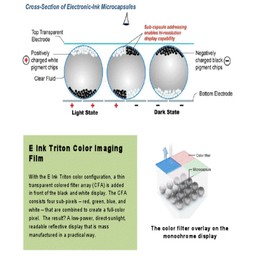 Cross-Section of Electronic-Ink Microcapsules
Top Transparent
Electrode
Sub-capsule addressing
enables hi-resolution
display capability
Positively
charged white
pigment chips
Negatively
charged black
pigment chips
Clear Fluid
Bottom Electrode
Light State
Dark State
E Ink Triton Color Imaging
Film
With the E Ink Triton color configuration, a thin
transparent colored filter array (CFA) is added
in front of the black and white display. The CFA
consists four sub-pixels – red, green, blue, and
white – that are combined to create a full-color
pixel. The result? A low-power, direct-sunlight,
readable reflective display that is mass
manufactured in a practical way.
Color filter
Monochrome
display
The color filter overlay on the
monochrome display